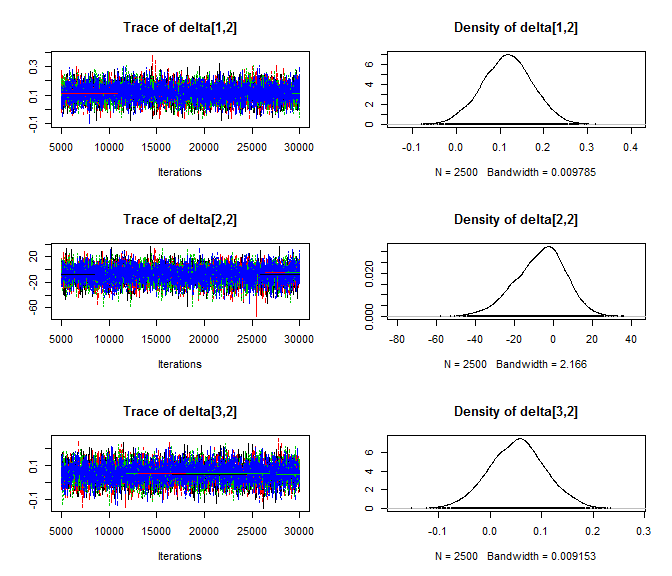 Trace of delta[1,2]
-0.1 0.1 0.3
5000 10000 15000 20000 25000 30000
Iterations
Density of delta[1,2]
0 2 4 6
-0.1 0.0 0.1 0.2 0.3 0.4
N = 2500 Bandwidth = 0.009785
Trace of delta[2,2]
-60 -20 20
5000 10000 15000 20000 25000 30000
Iterations
Density of delta[2,2]
0.000 0.020
-80 -60 -40 -20 0 20 40
N = 2500 Bandwidth = 2.166
Trace of delta[3,2]
-0.1 0.1
5000 10000 15000 20000 25000 30000
Iterations
Density of delta[3,2]
0 2 4 6
-0.1 0.0 0.1 0.2 0.3
N = 2500 Bandwidth = 0.009153